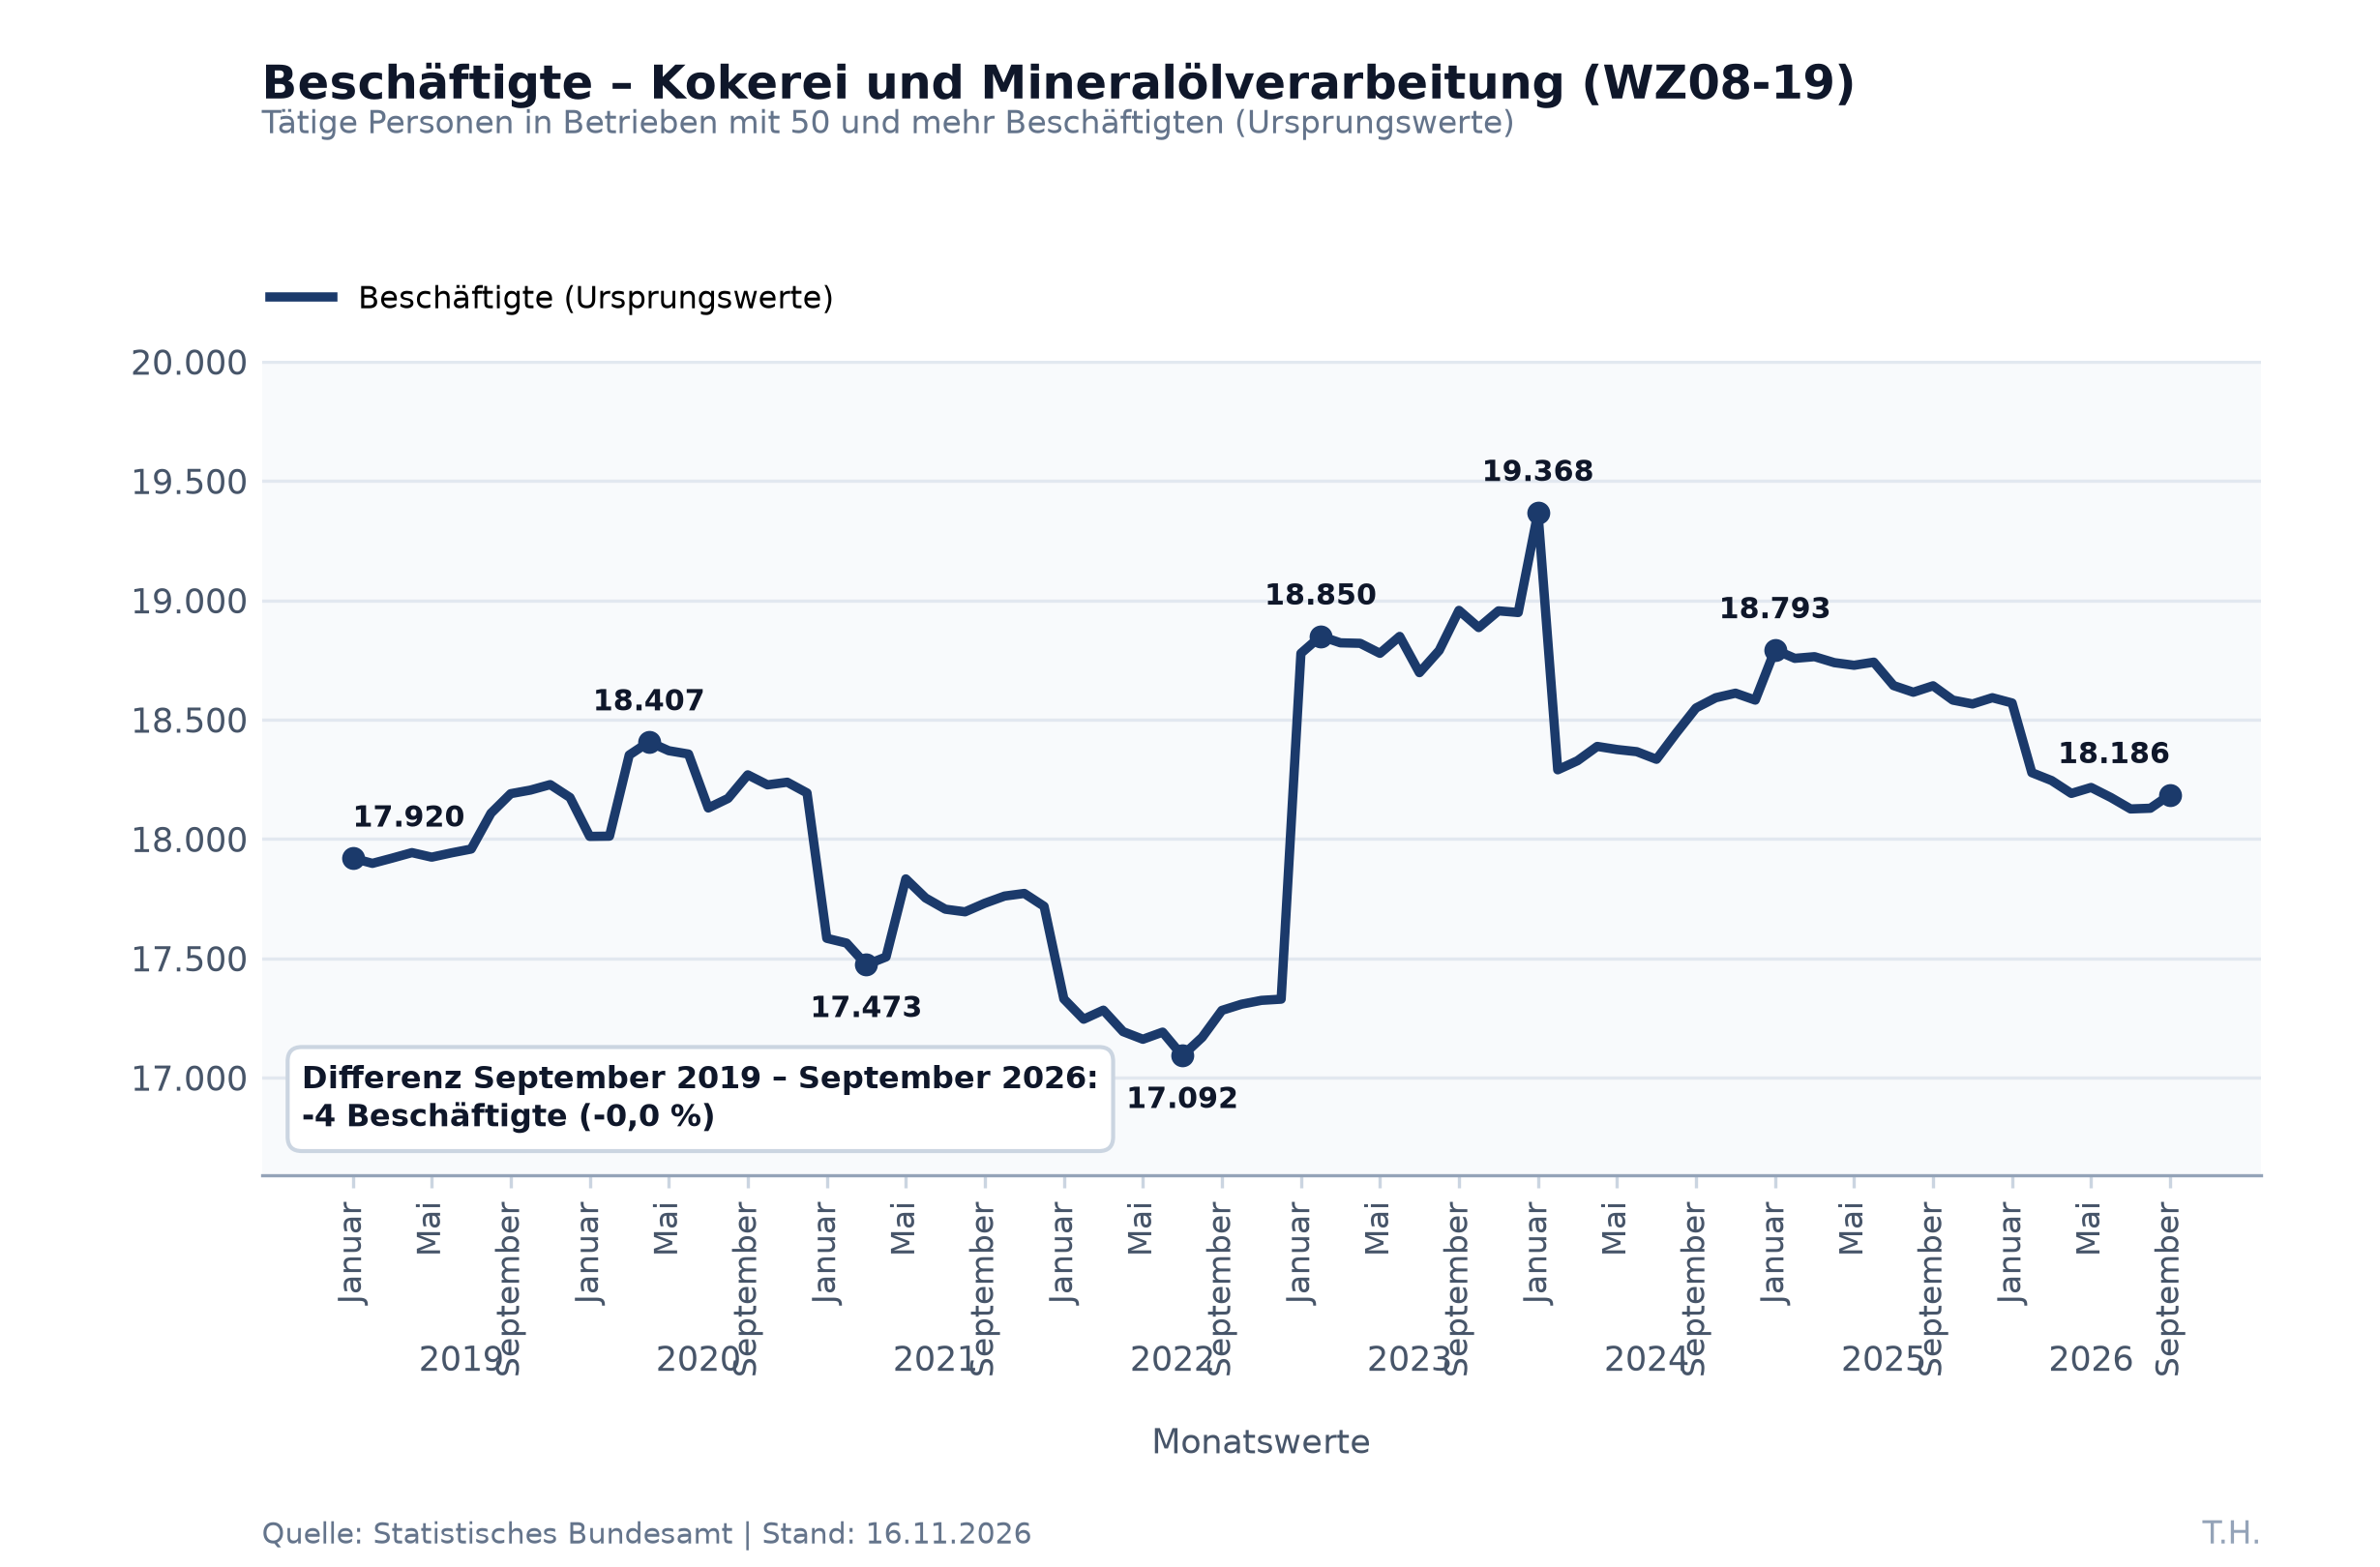 Beschäftigte – Kokerei und Mineralölverarbeitung (WZ08-19)
Tätige Personen in Betrieben mit 50 und mehr Beschäftigten (Ursprungswerte)
Beschäftigte (Ursprungswerte)
20.000
19.500
19.000
18.500
18.000
17.500
17.000
17.920
18.407
17.473
17.092
18.850
19.368
18.793
18.186
Differenz September 2019 – September 2026:
-4 Beschäftigte (-0,0 %)
Januar
Mai
September
Januar
Mai
September
Januar
Mai
September
Januar
Mai
September
Januar
Mai
September
Januar
Mai
September
Januar
Mai
September
Januar
Mai
September
2019
2020
2021
2022
2023
2024
2025
2026
Monatswerte
Quelle: Statistisches Bundesamt | Stand: 16.11.2026
T.H.